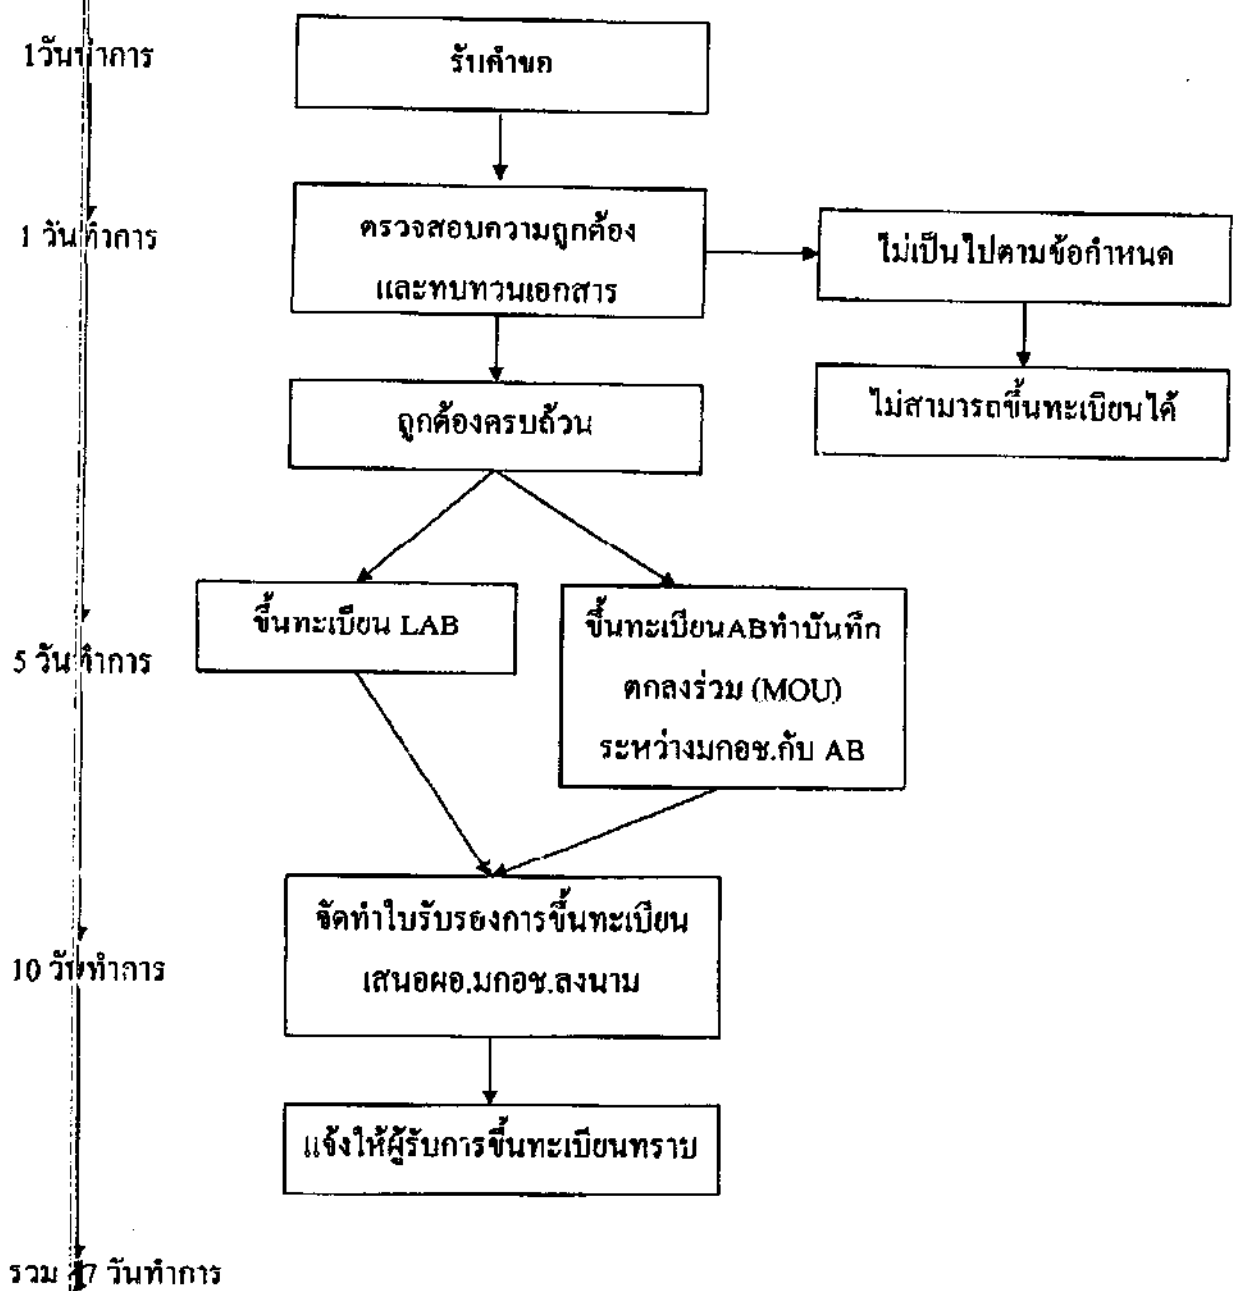 1วันทำการ
รับคำขอ
1 วันทำการ
ตรวจสอบความถูกต้อง
และทบทวนเอกสาร
ไม่เป็นไปตามข้อกำหนด
ถูกต้องครบถ้วน
ไม่สามารถขึ้นทะเบียนได้
5 วันทำการ
ขึ้นทะเบียน LAB
ขึ้นทะเบียนABทำบันทึก
ตกลงร่วม (MOU)
ระหว่างมกอช.กับ AB
10 วันทำการ
จัดทำใบรับรองการขึ้นทะเบียน
เสนอผอ.มกอช.ลงนาม
แจ้งให้ผู้รับการขึ้นทะเบียนทราบ
รวม 17 วันทำการ